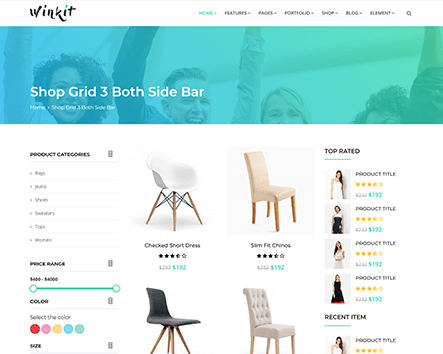 Winkit
HOME FEATURES PAGES PORTFOLIO SHOP BLOG ELEMENT
Shop Grid 3 Both Side Bar
Home > Shop Grid 3 Both Side Bar
PRODUCT CATEGORIES
Bags
Jeans
Shoes
Sweaters
Tops
Womens
PRICE RANGE
$400 - $4000
COLOR
Select the color
SIZE
Checked Short Dress
$232 $192
Slim Fit Chinos
$232 $192
TOP RATED
PRODUCT TITLE
$232 $192
PRODUCT TITLE
$232 $192
PRODUCT TITLE
$232 $192
PRODUCT TITLE
$232 $192
RECENT ITEM
PRODUCT TITLE